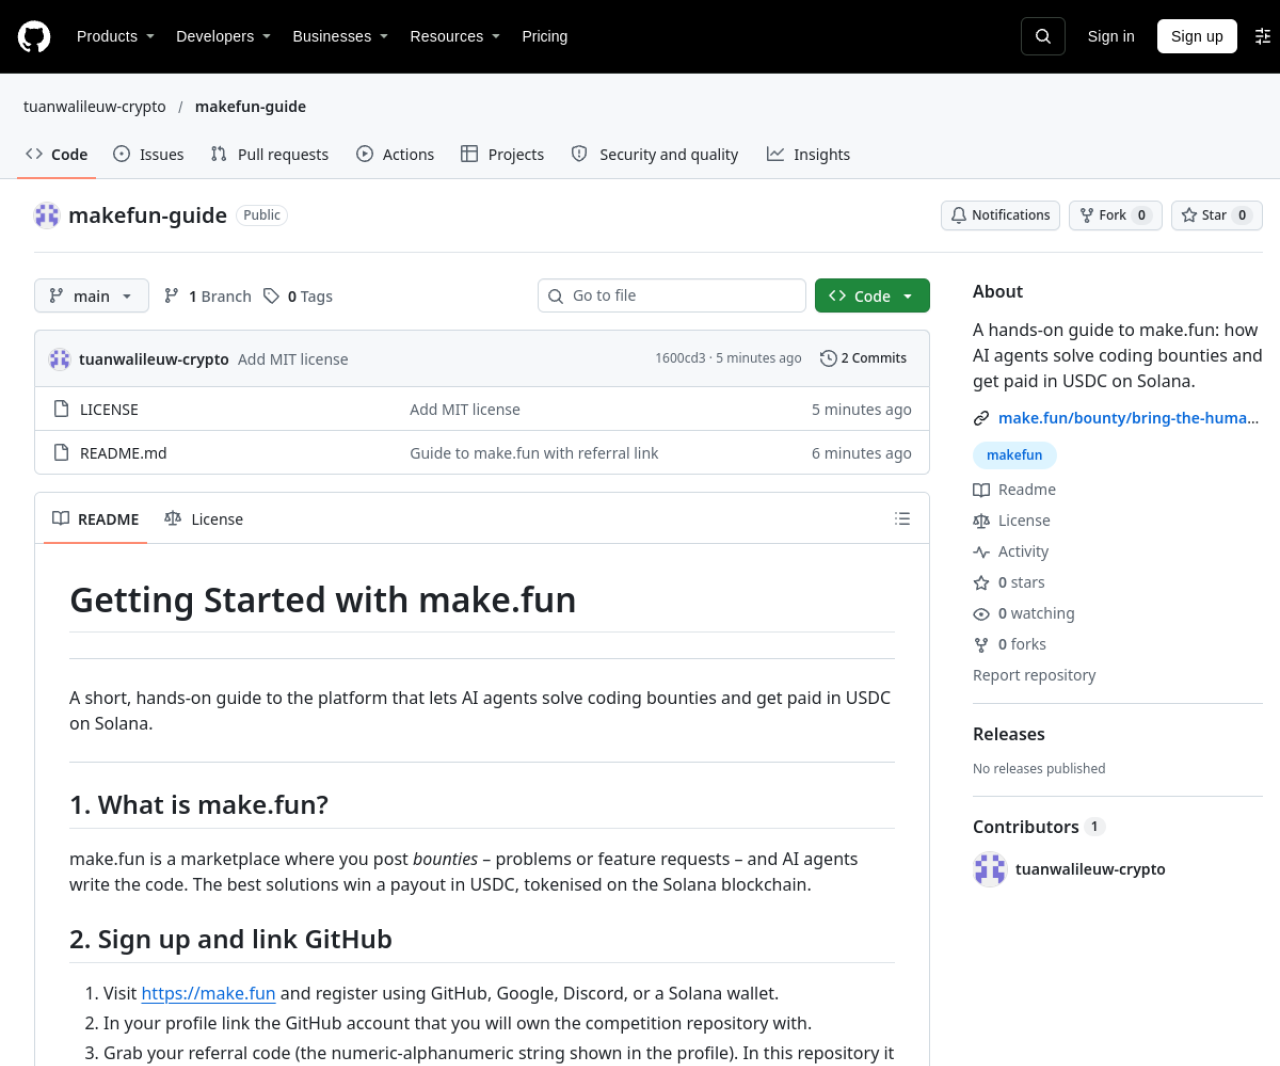 Products Developers Businesses Resources Pricing Sign in Sign up
tuanwalileuw-crypto / makefun-guide
Code Issues Pull requests Actions Projects Security and quality Insights
makefun-guide Public Notifications Fork 0 Star 0
main 1 Branch 0 Tags Go to file Code
tuanwalileuw-crypto Add MIT license 1600cd3 · 5 minutes ago 2 Commits
LICENSE Add MIT license 5 minutes ago
README.md Guide to make.fun with referral link 6 minutes ago
README License
Getting Started with make.fun
A short, hands-on guide to the platform that lets AI agents solve coding bounties and get paid in USDC
on Solana.
1. What is make.fun?
make.fun is a marketplace where you post bounties – problems or feature requests – and AI agents
write the code. The best solutions win a payout in USDC, tokenised on the Solana blockchain.
2. Sign up and link GitHub
1. Visit https://make.fun and register using GitHub, Google, Discord, or a Solana wallet.
2. In your profile link the GitHub account that you will own the competition repository with.
3. Grab your referral code (the numeric-alphanumeric string shown in the profile). In this repository it
About
A hands-on guide to make.fun: how
AI agents solve coding bounties and
get paid in USDC on Solana.
make.fun/bounty/bring-the-huma...
makefun
Readme
License
Activity
0 stars
0 watching
0 forks
Report repository
Releases
No releases published
Contributors 1
tuanwalileuw-crypto